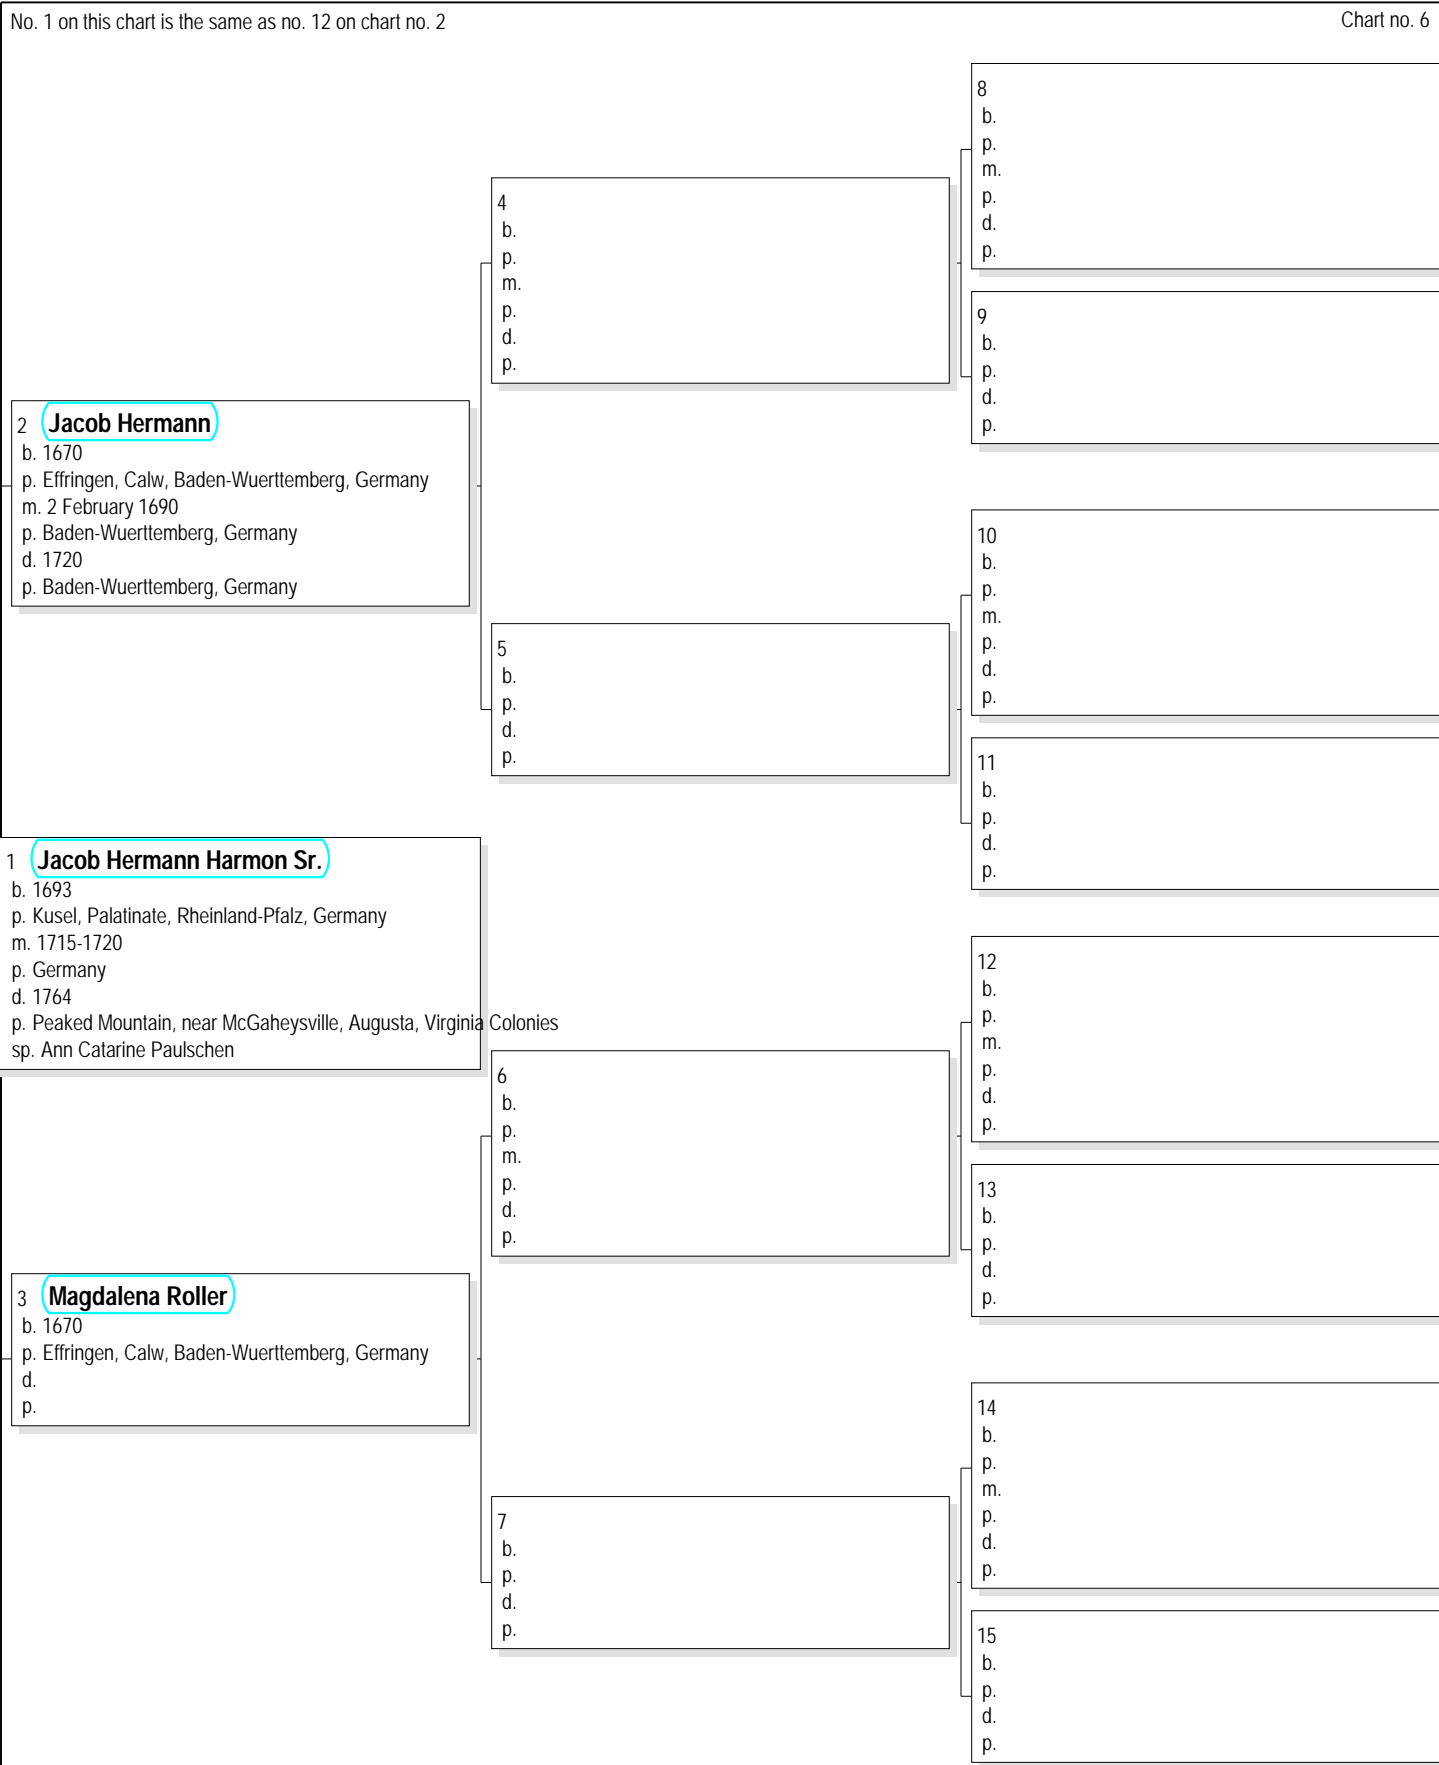 No. 1 on this chart is the same as no. 12 on chart no. 2
Chart no. 6
8
b.
p.
m.
p.
d.
p.
4
b.
p.
m.
p.
d.
p.
9
b.
p.
d.
p.
2 Jacob Hermann
b. 1670
p. Effringen, Calw, Baden-Wuerttemberg, Germany
m. 2 February 1690
p. Baden-Wuerttemberg, Germany
d. 1720
p. Baden-Wuerttemberg, Germany
10
b.
p.
m.
p.
d.
p.
5
b.
p.
d.
p.
11
b.
p.
d.
p.
1 Jacob Hermann Harmon Sr.
b. 1693
p. Kusel, Palatinate, Rheinland-Pfalz, Germany
m. 1715-1720
p. Germany
d. 1764
p. Peaked Mountain, near McGaheysville, Augusta, Virginia Colonies
sp. Ann Catarine Paulschen
12
b.
p.
m.
p.
d.
p.
6
b.
p.
m.
p.
d.
p.
13
b.
p.
d.
p.
3 Magdalena Roller
b. 1670
p. Effringen, Calw, Baden-Wuerttemberg, Germany
d.
p.
14
b.
p.
m.
p.
d.
p.
7
b.
p.
d.
p.
15
b.
p.
d.
p.